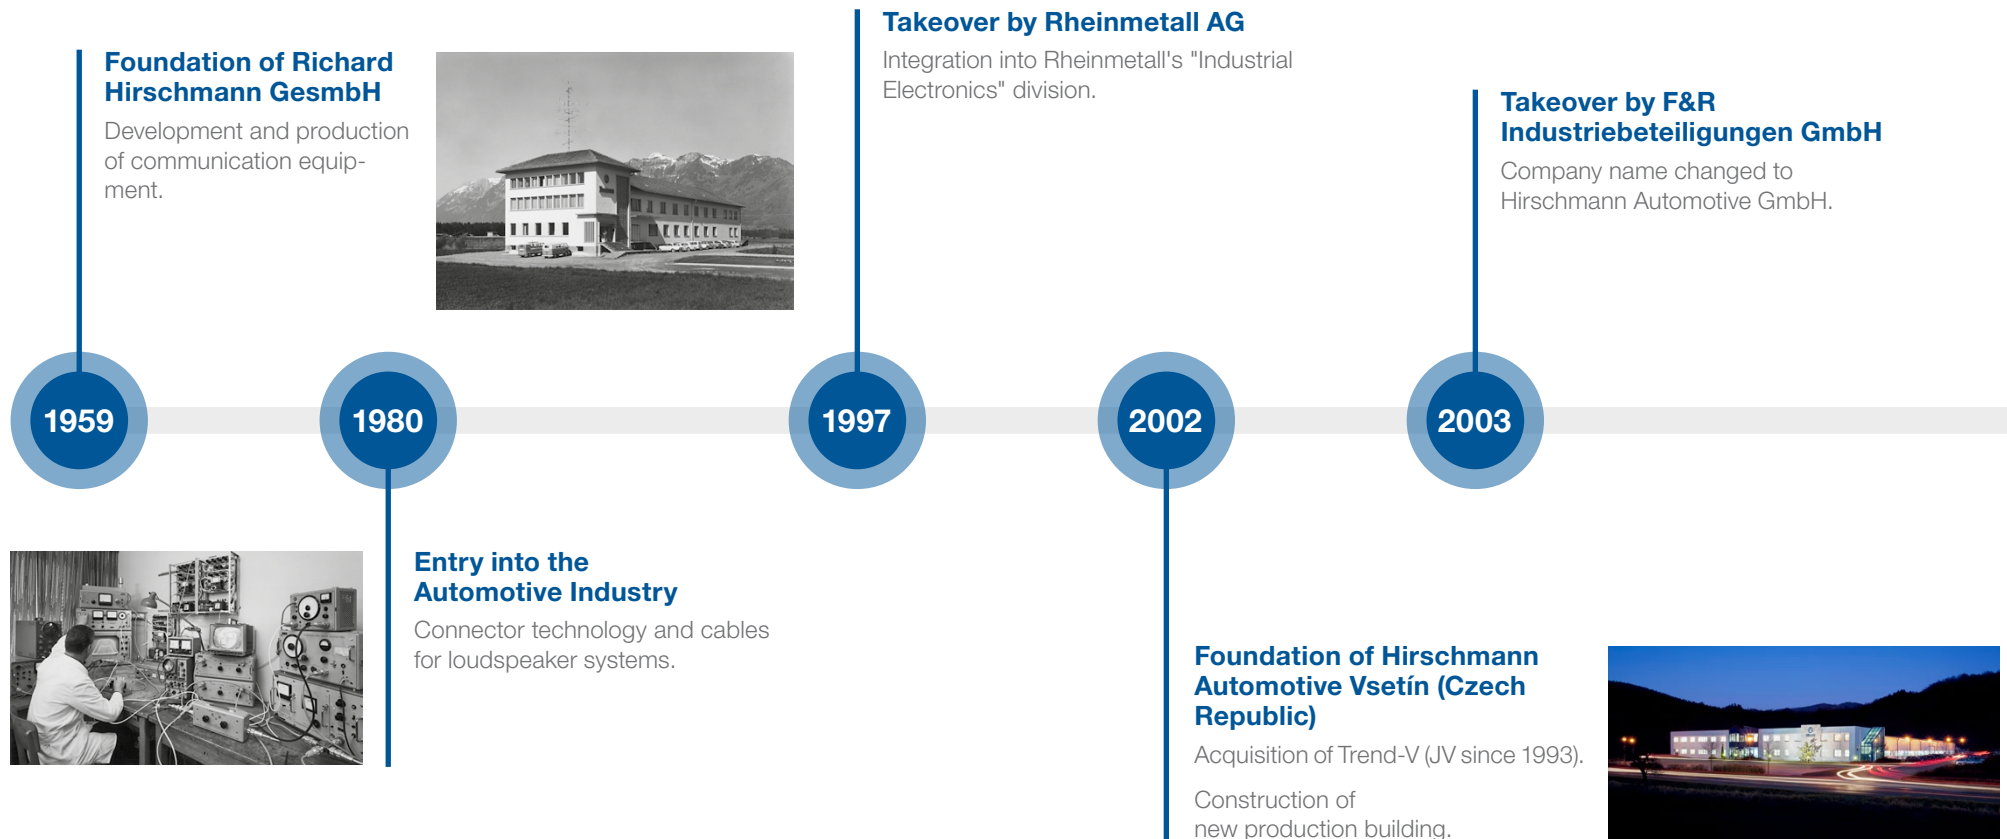 Foundation of Richard
Hirschmann GesmbH
Development and production
of communication equip-
ment.
Takeover by Rheinmetall AG
Integration into Rheinmetall's "Industrial
Electronics" division.
Takeover by F&R
Industriebeteiligungen GmbH
Company name changed to
Hirschmann Automotive GmbH.
1959
1980
1997
2002
2003
Entry into the
Automotive Industry
Connector technology and cables
for loudspeaker systems.
Foundation of Hirschmann
Automotive Vsetín (Czech
Republic)
Acquisition of Trend-V (JV since 1993).
Construction of
new production building.